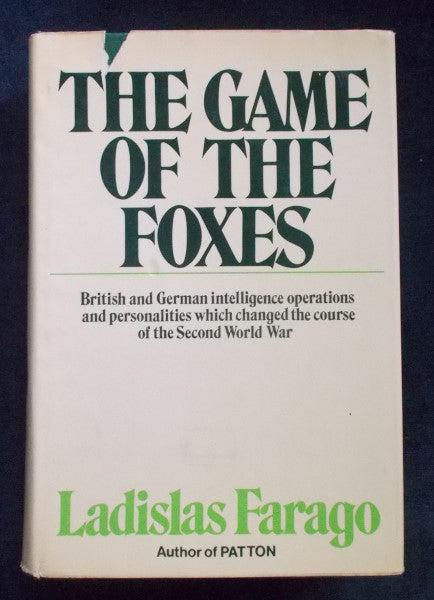 THE GAME
OF THE
FOXES
British and German intelligence operations
and personalities which changed the course
of the Second World War
Ladislas Farago
Author of PATTON